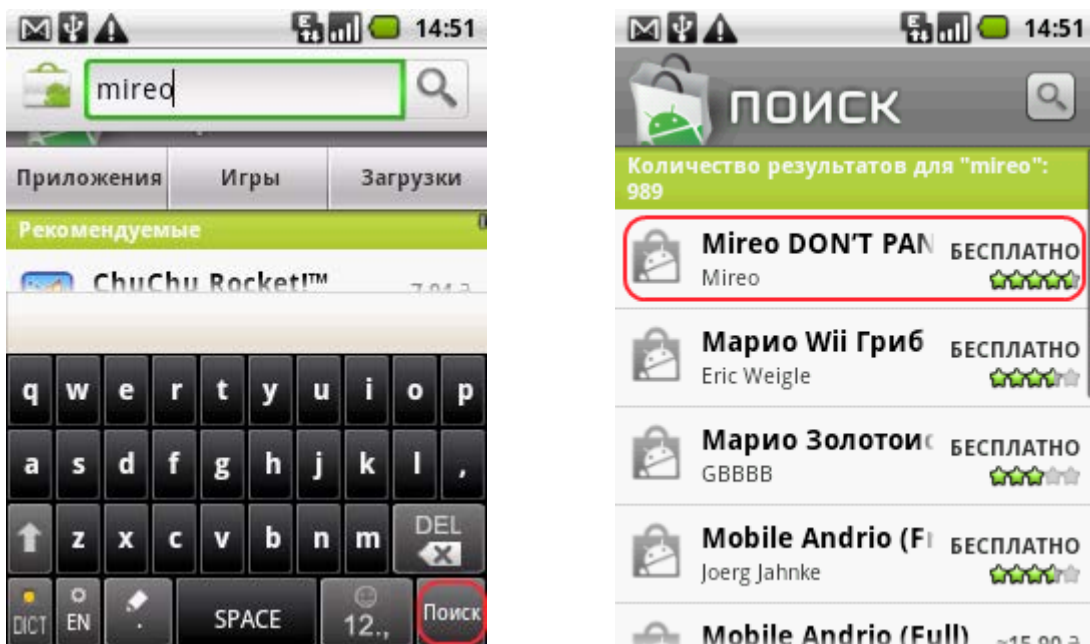 14:51
mireo
Приложения Игры Загрузки
Рекомендуемые
ChuChu Rocket!™
q w e r t y u i o p
a s d f g h j k l ,
z x c v b n m DEL
DICT EN . SPACE 12., Поиск
14:51
ПОИСК
Количество результатов для "mireo":
989
Mireo DON'T PAN БЕСПЛАТНО
Mireo
Марио Wii Гриб БЕСПЛАТНО
Eric Weigle
Марио Золотоис БЕСПЛАТНО
GBBBB
Mobile Andrio (Fr БЕСПЛАТНО
Joerg Jahnke
Mobile Andrio (Full)